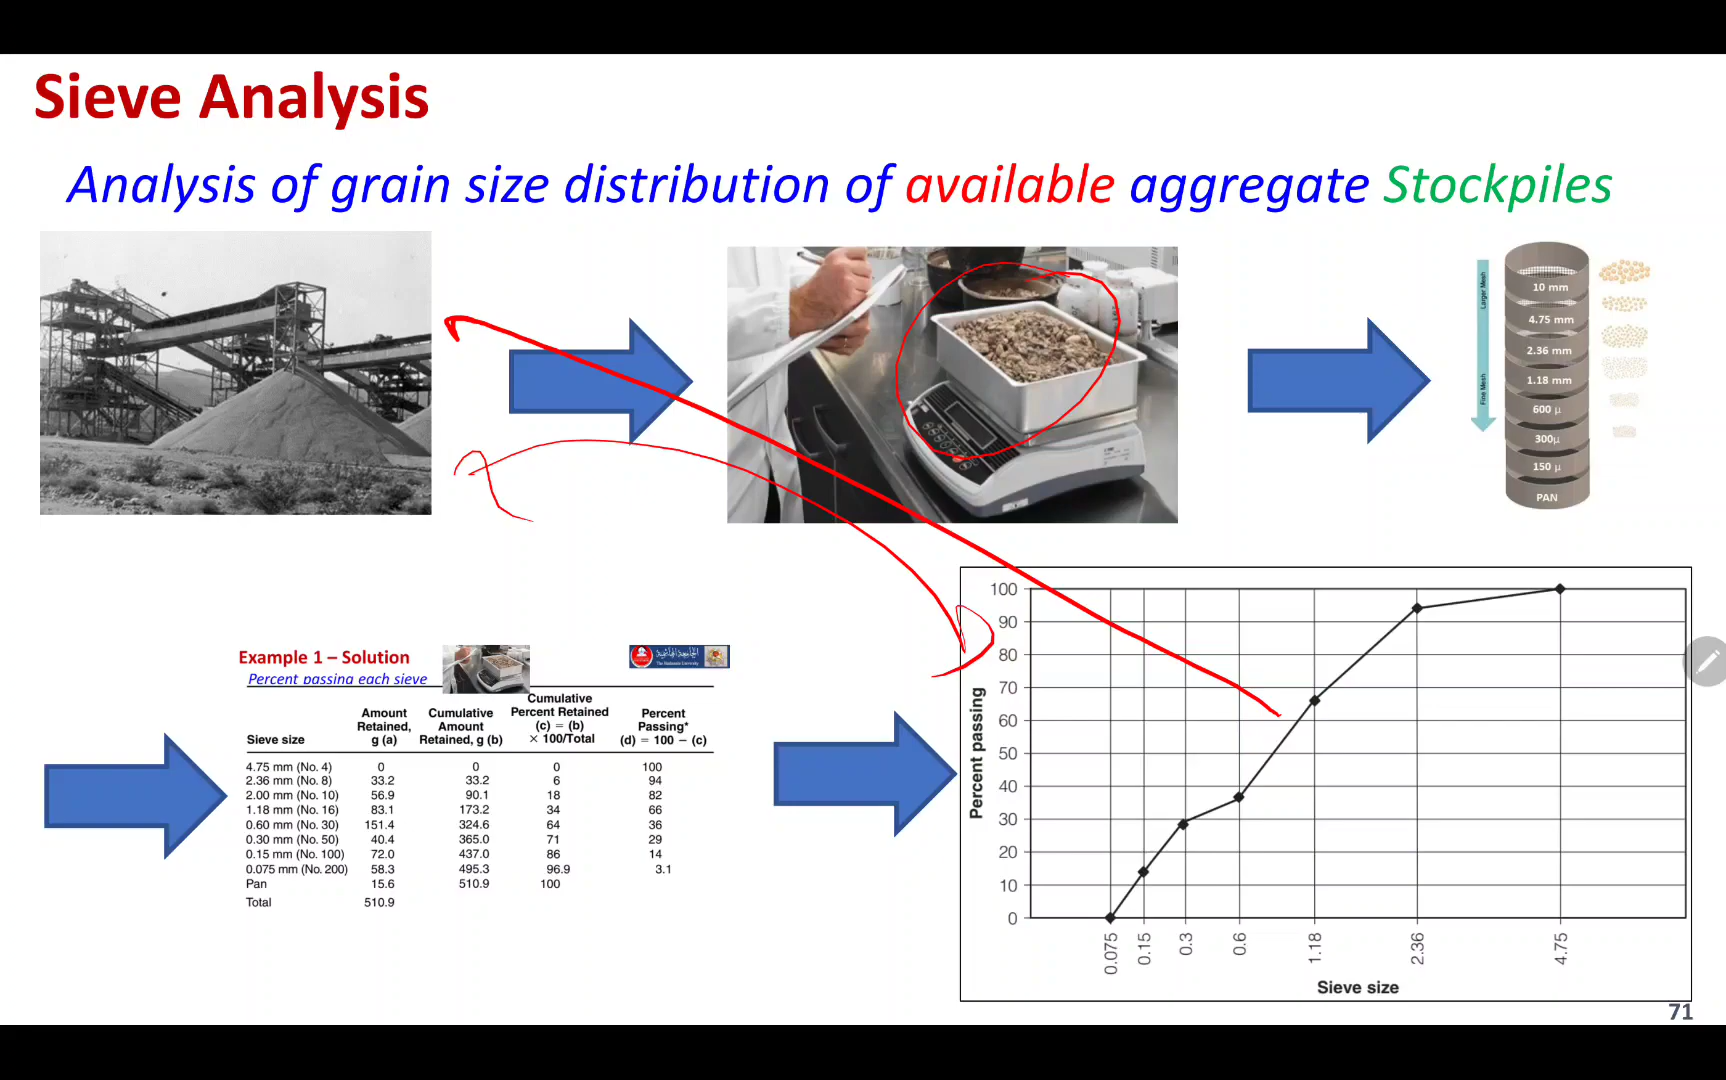 Sieve Analysis
Analysis of grain size distribution of available aggregate Stockpiles
Larger Mesh
Fine Mesh
10 mm
4.75 mm
2.36 mm
1.18 mm
600 μ
300μ
150 μ
PAN
Example 1 – Solution
Percent passing each sieve
الجامعة الهاشمية
The Hashemite University
Sieve size
Amount Retained, g (a)
Cumulative Amount Retained, g (b)
Cumulative Percent Retained (c) = (b) × 100/Total
Percent Passing* (d) = 100 − (c)
4.75 mm (No. 4) 0 0 0 100
2.36 mm (No. 8) 33.2 33.2 6 94
2.00 mm (No. 10) 56.9 90.1 18 82
1.18 mm (No. 16) 83.1 173.2 34 66
0.60 mm (No. 30) 151.4 324.6 64 36
0.30 mm (No. 50) 40.4 365.0 71 29
0.15 mm (No. 100) 72.0 437.0 86 14
0.075 mm (No. 200) 58.3 495.3 96.9 3.1
Pan 15.6 510.9 100
Total 510.9
Percent passing
100
90
80
70
60
50
40
30
20
10
0
0.075
0.15
0.3
0.6
1.18
2.36
4.75
Sieve size
71